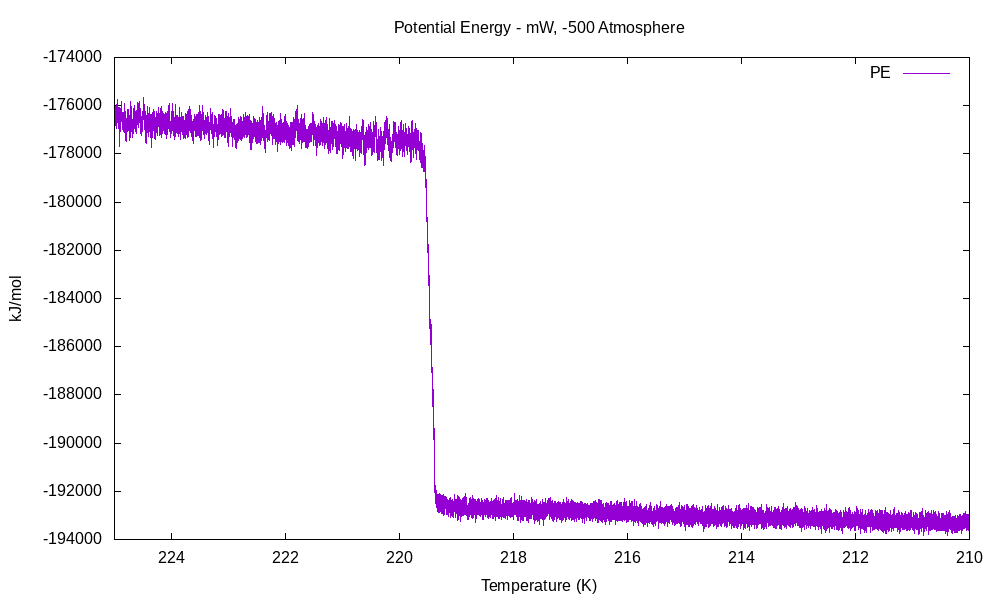 Potential Energy - mW, -500 Atmosphere
PE
-174000
-176000
-178000
-180000
-182000
-184000
-186000
-188000
-190000
-192000
-194000
kJ/mol
224 222 220 218 216 214 212 210
Temperature (K)